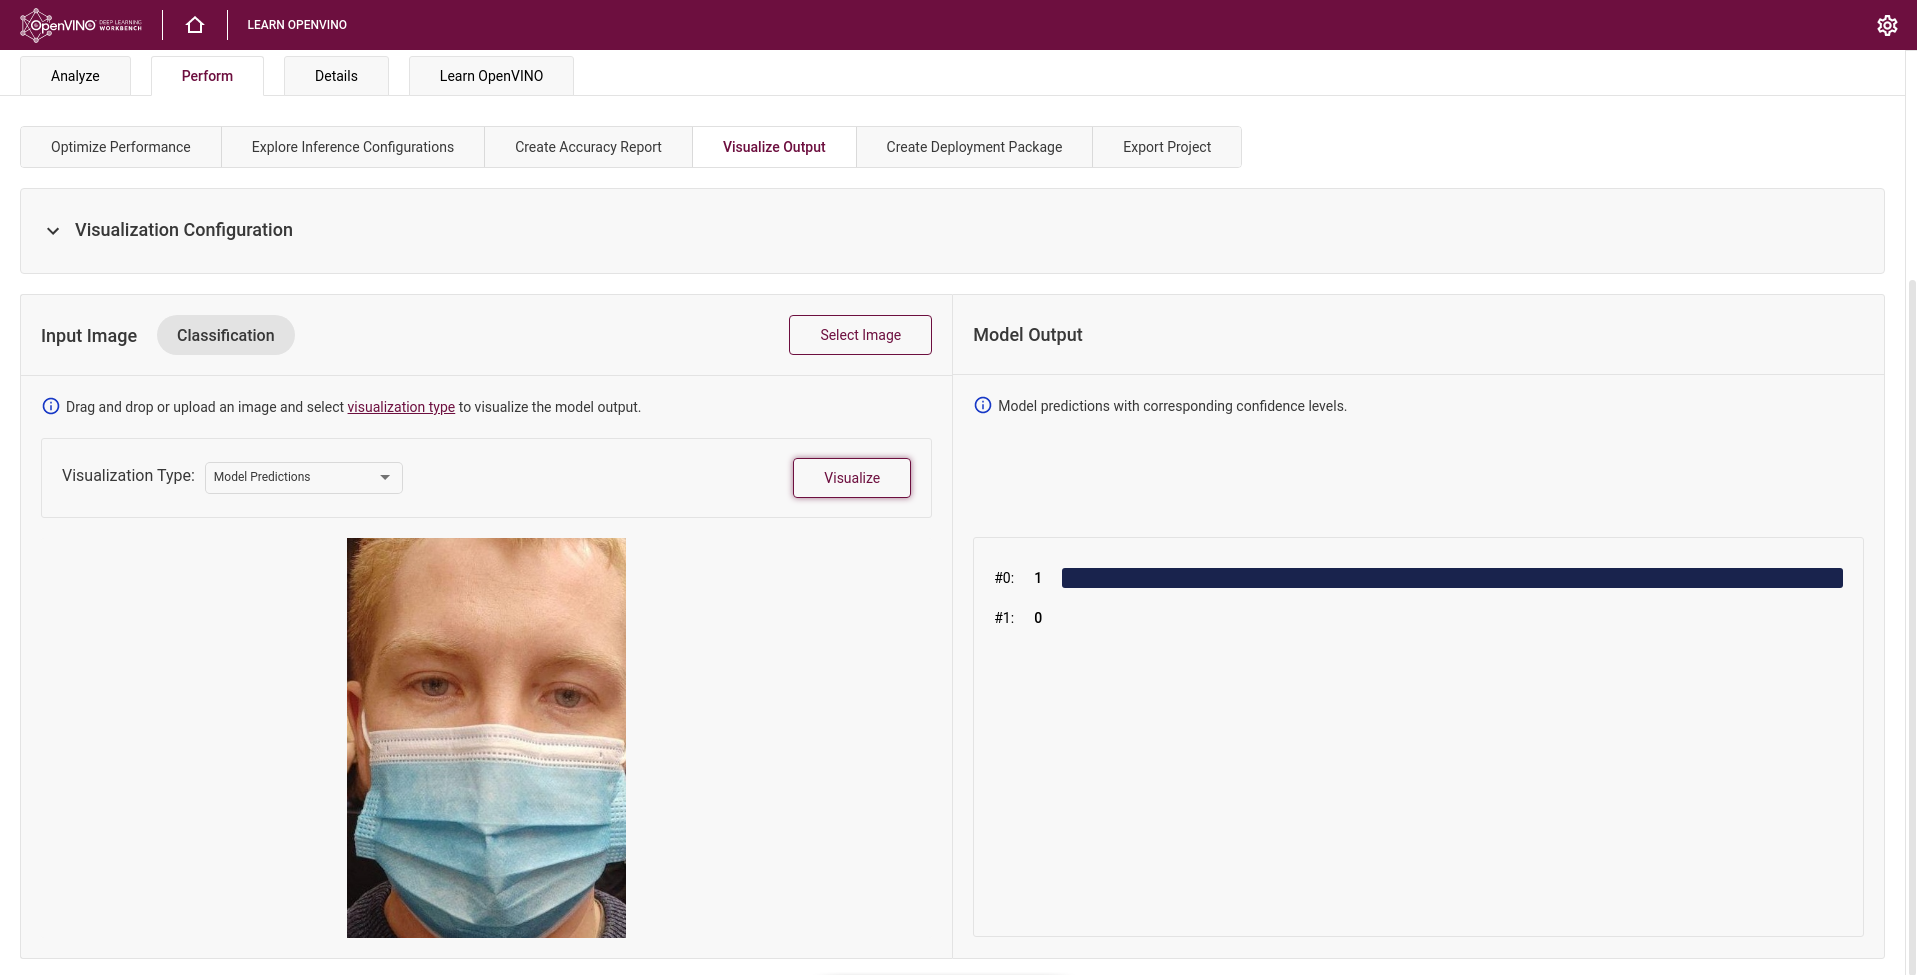 OpenVINO DEEP LEARNING WORKBENCH LEARN OPENVINO
Analyze Perform Details Learn OpenVINO
Optimize Performance Explore Inference Configurations Create Accuracy Report Visualize Output Create Deployment Package Export Project
Visualization Configuration
Input Image Classification Select Image
Drag and drop or upload an image and select visualization type to visualize the model output.
Visualization Type: Model Predictions Visualize
Model Output
Model predictions with corresponding confidence levels.
#0: 1
#1: 0